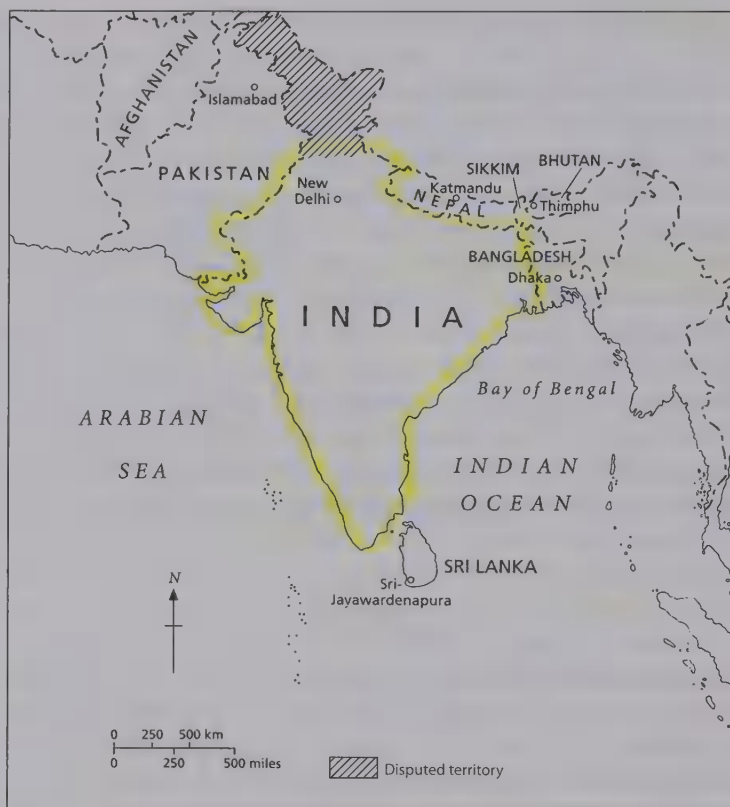 AFGHANISTAN
Islamabad
PAKISTAN
New
Delhi
SIKKIM
BHUTAN
Katmandu
NEPAL
Thimphu
BANGLADESH
Dhaka
INDIA
Bay of Bengal
ARABIAN
SEA
INDIAN
OCEAN
SRI LANKA
Sri-
Jayawardenapura
N
0 250 500 km
0 250 500 miles
Disputed territory